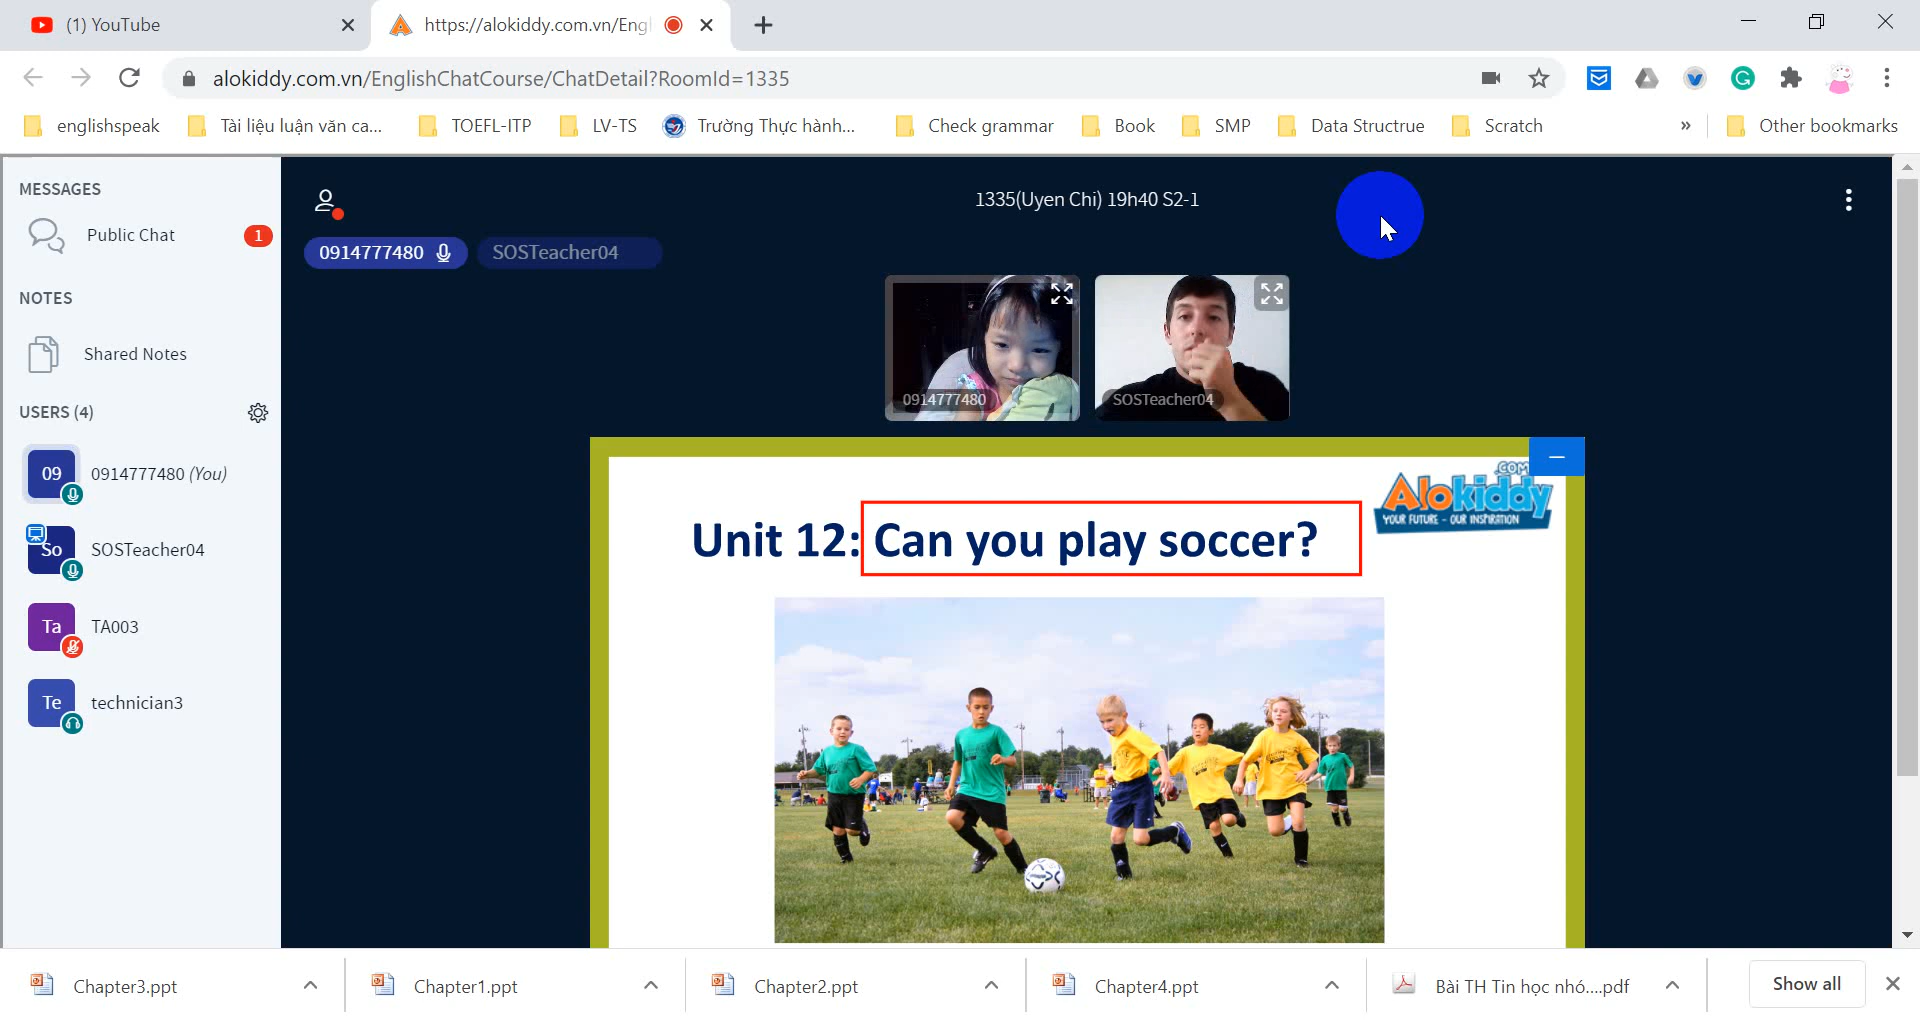 (1) YouTube
https://alokiddy.com.vn/Engl
alokiddy.com.vn/EnglishChatCourse/ChatDetail?RoomId=1335
englishspeak
Tài liệu luận văn ca...
TOEFL-ITP
LV-TS
Trường Thực hành...
Check grammar
Book
SMP
Data Structrue
Scratch
»
Other bookmarks
MESSAGES
Public Chat
1
NOTES
Shared Notes
USERS (4)
09
0914777480 (You)
So
SOSTeacher04
Ta
TA003
Te
technician3
1335(Uyen Chi) 19h40 S2-1
0914777480
SOSTeacher04
0914777480
SOSTeacher04
Alokiddy
.COM
YOUR FUTURE - OUR INSPIRATION
Unit 12: Can you play soccer?
Chapter3.ppt
Chapter1.ppt
Chapter2.ppt
Chapter4.ppt
Bài TH Tin học nhó....pdf
Show all